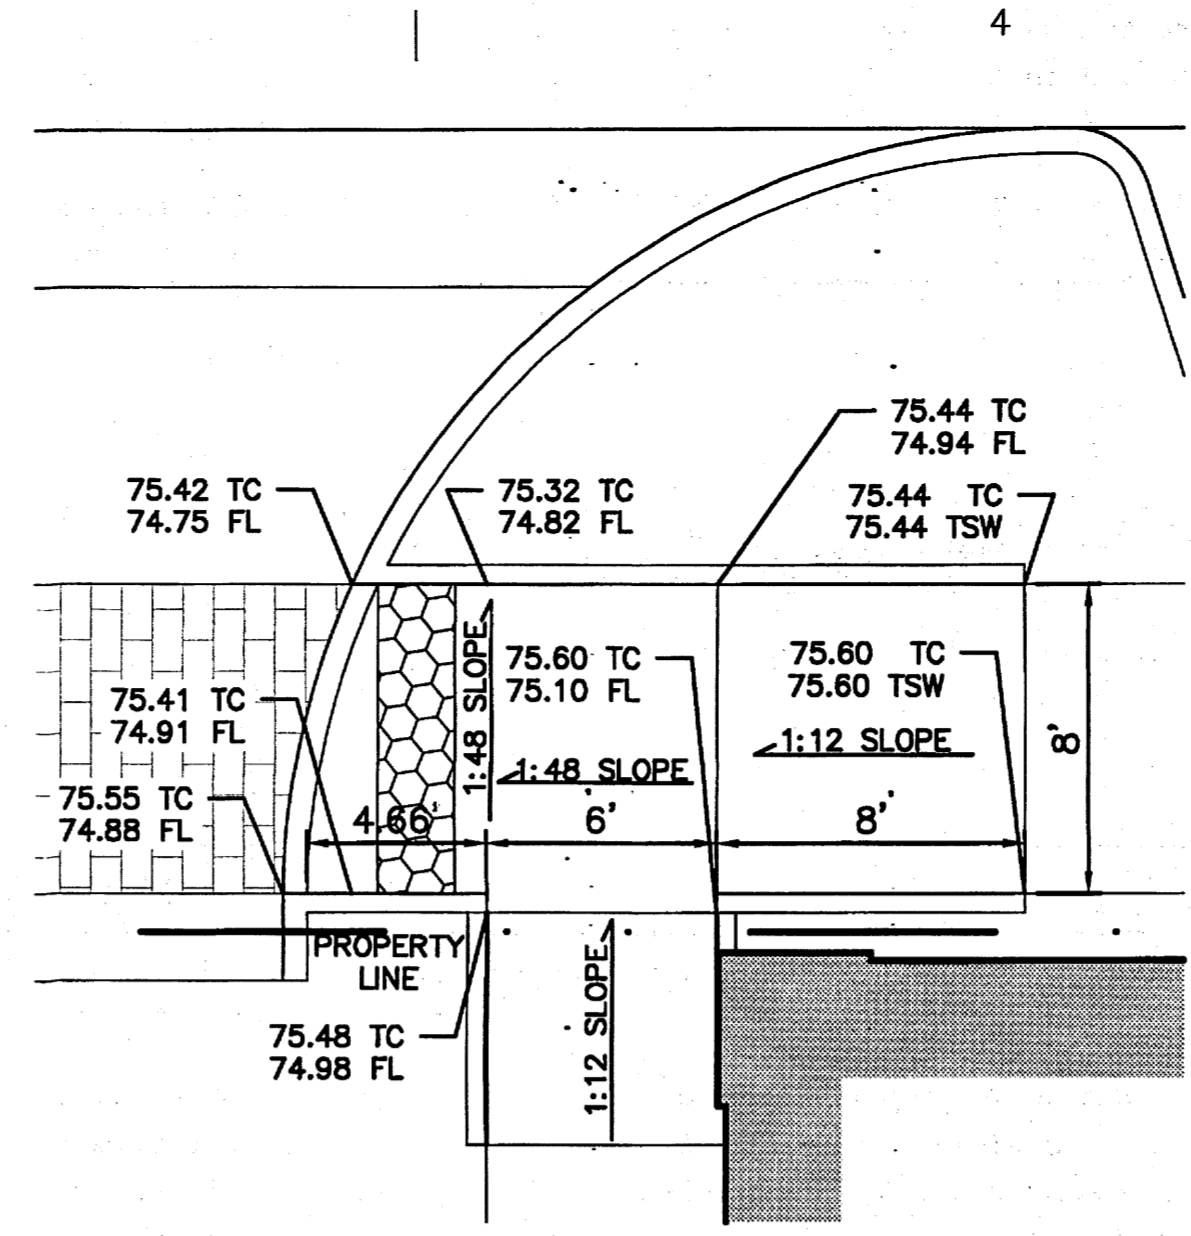 4
75.44 TC
74.94 FL
75.42 TC
74.75 FL
75.32 TC
74.82 FL
75.44 TC
75.44 TSW
1:48 SLOPE
75.60 TC
75.10 FL
75.60 TC
75.60 TSW
75.41 TC
74.91 FL
1:48 SLOPE
1:12 SLOPE
8'
75.55 TC
74.88 FL
4.66'
6'
8'
PROPERTY
LINE
75.48 TC
74.98 FL
1:12 SLOPE